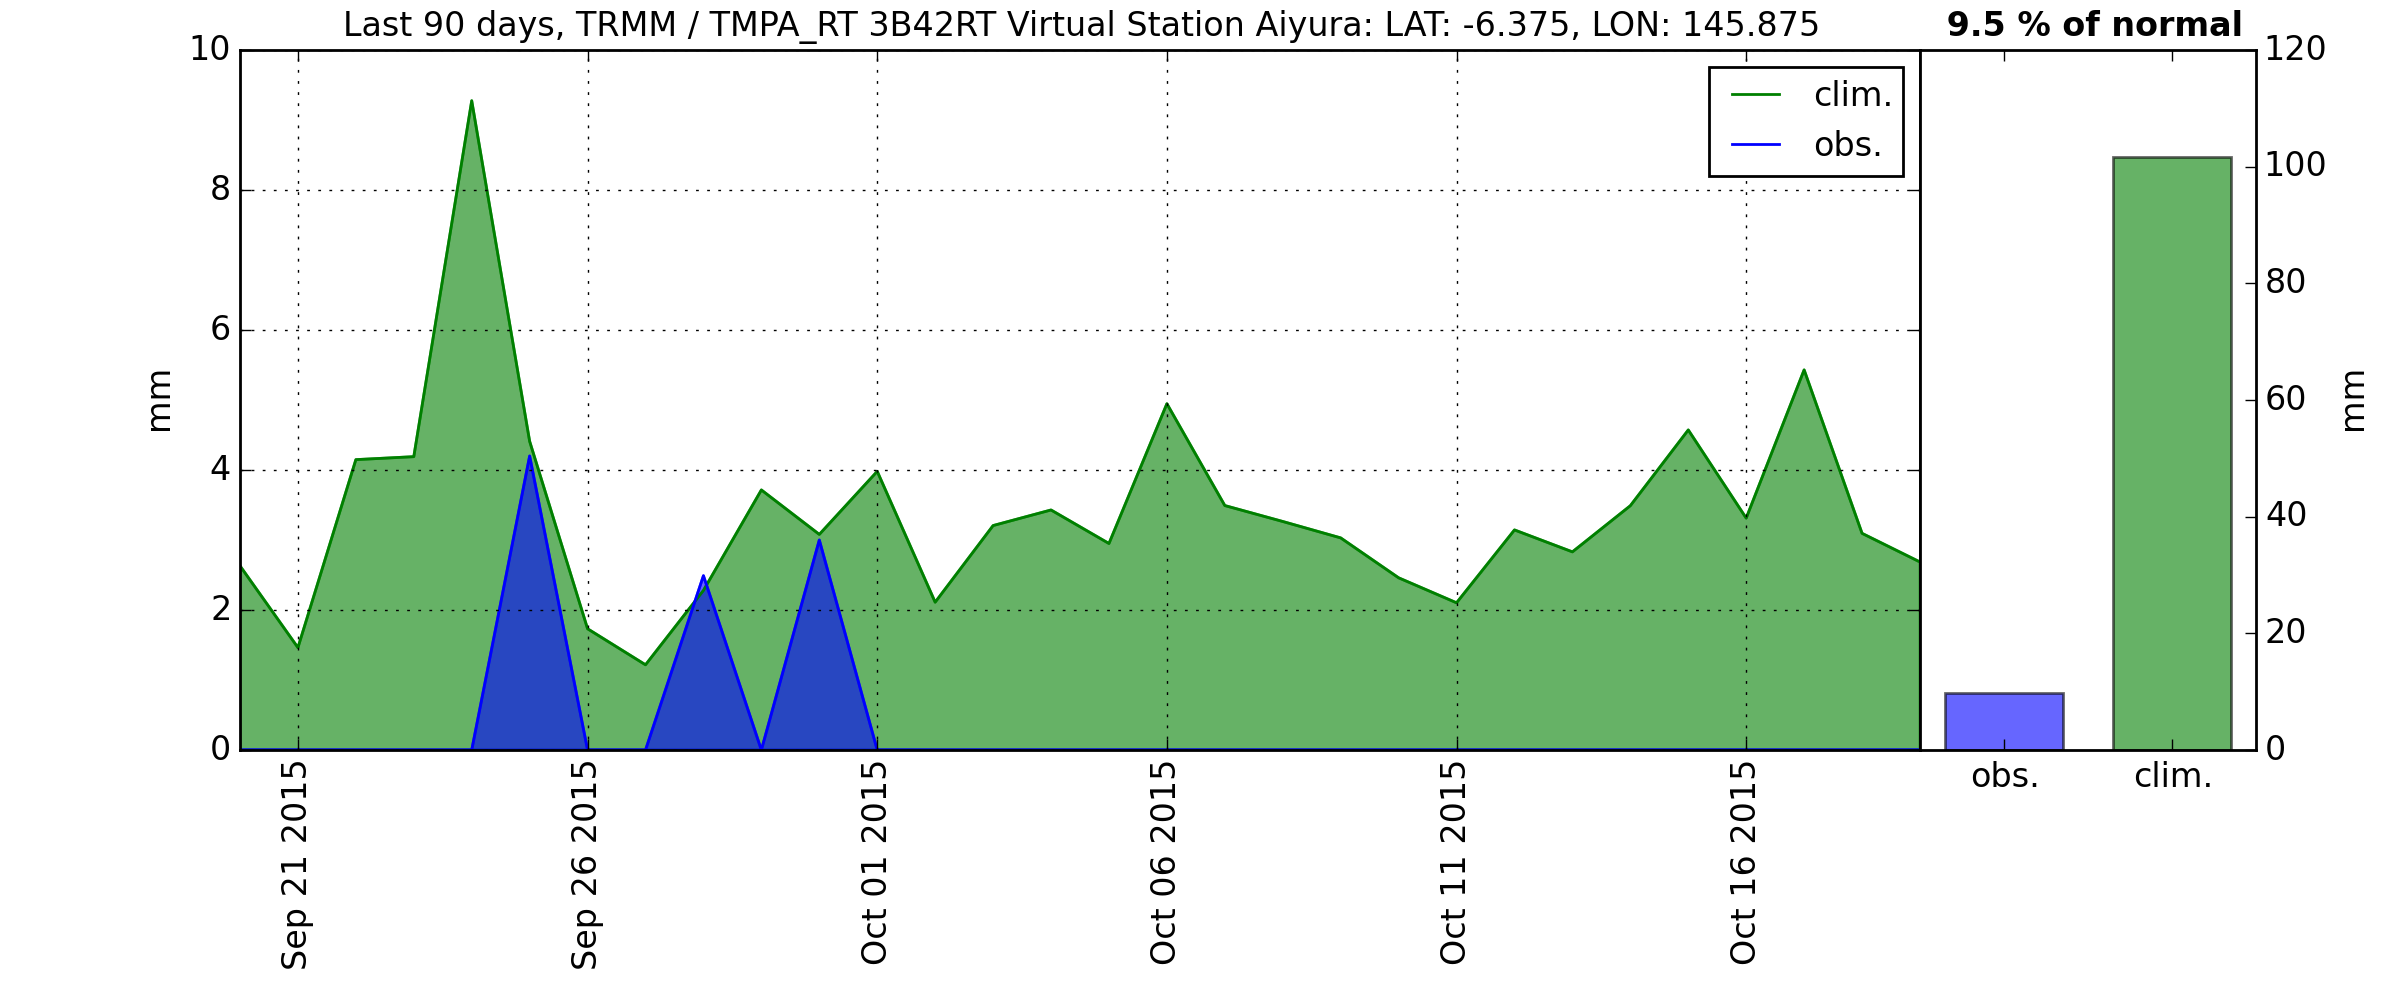 Last 90 days, TRMM / TMPA_RT 3B42RT Virtual Station Aiyura: LAT: -6.375, LON: 145.875
9.5 % of normal
10
8
6
4
2
0
mm
clim.
obs.
120
100
80
60
40
20
0
mm
Sep 21 2015
Sep 26 2015
Oct 01 2015
Oct 06 2015
Oct 11 2015
Oct 16 2015
obs.
clim.